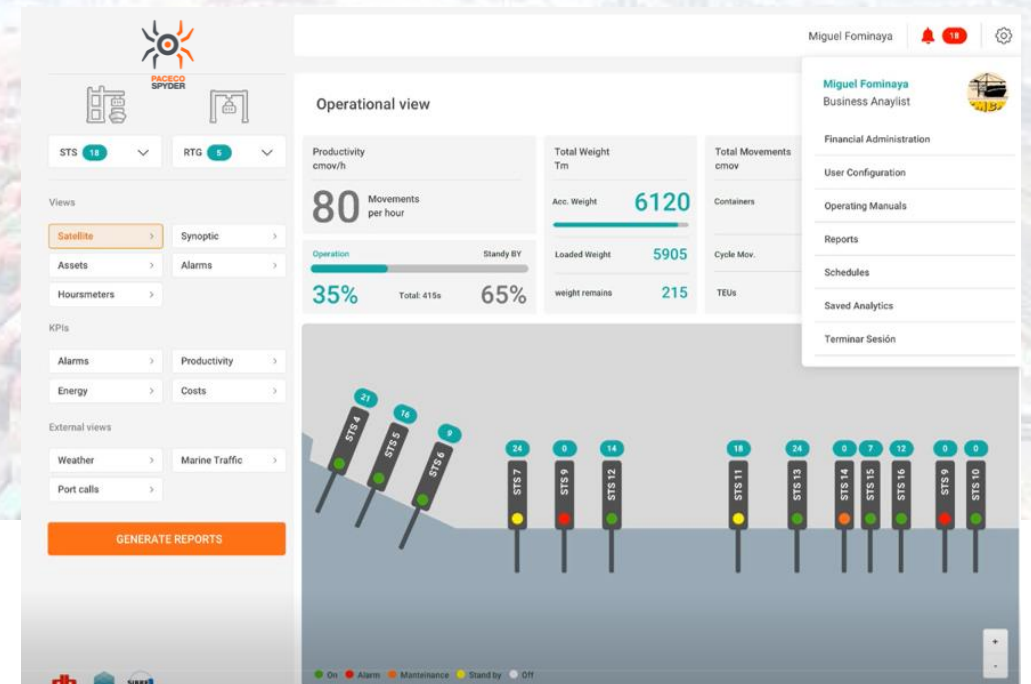 Miguel Fominaya 18
PACECO
SPYDER
Miguel Fominaya
Business Anaylist
Financial Administration
User Configuration
Operating Manuals
Reports
Schedules
Saved Analytics
Terminar Sesión
STS 18
RTG 5
Views
Satellite
Synoptic
Assets
Alarms
Hoursmeters
KPIs
Alarms
Productivity
Energy
Costs
External views
Weather
Marine Traffic
Port calls
GENERATE REPORTS
Operational view
Productivity
cmov/h
80 Movements
per hour
Operation Standy BY
35% Total: 415s 65%
Total Weight
Tm
Acc. Weight 6120
Loaded Weight 5905
weight remains 215
Total Movements
cmov
Containers
Cycle Mov.
TEUs
21
STS 4
16
STS 5
9
STS 6
24
STS 7
0
STS 9
14
STS 12
18
STS 11
24
STS 13
0
STS 14
7
STS 15
12
STS 16
0
STS 9
0
STS 10
+
-
On Alarm Manteinance Stand by Off